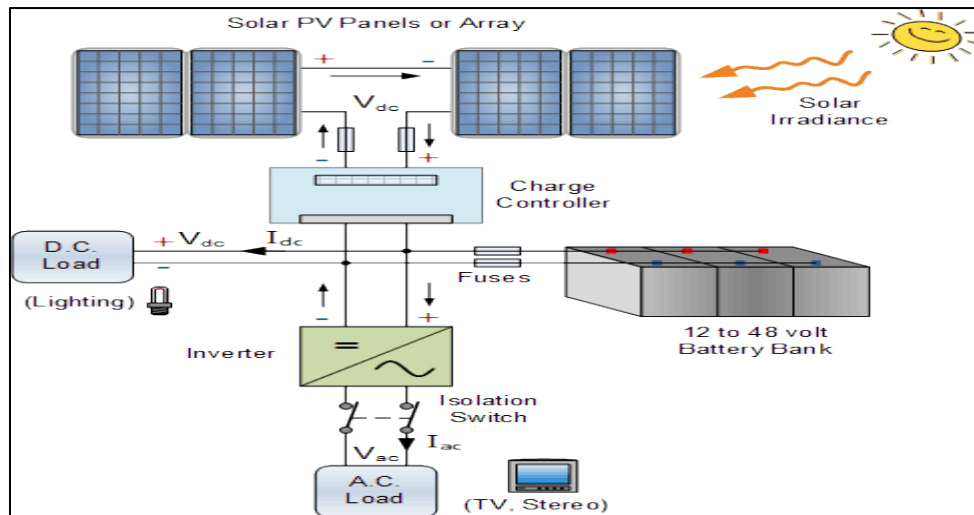 Solar PV Panels or Array
+
-
V dc
Solar
Irradiance
-
+
Charge
Controller
D.C.
Load
+
V dc
I dc
-
Fuses
(Lighting)
-
+
12 to 48 volt
Battery Bank
Inverter
=
Isolation
Switch
V ac
I ac
A.C.
Load
(TV, Stereo)